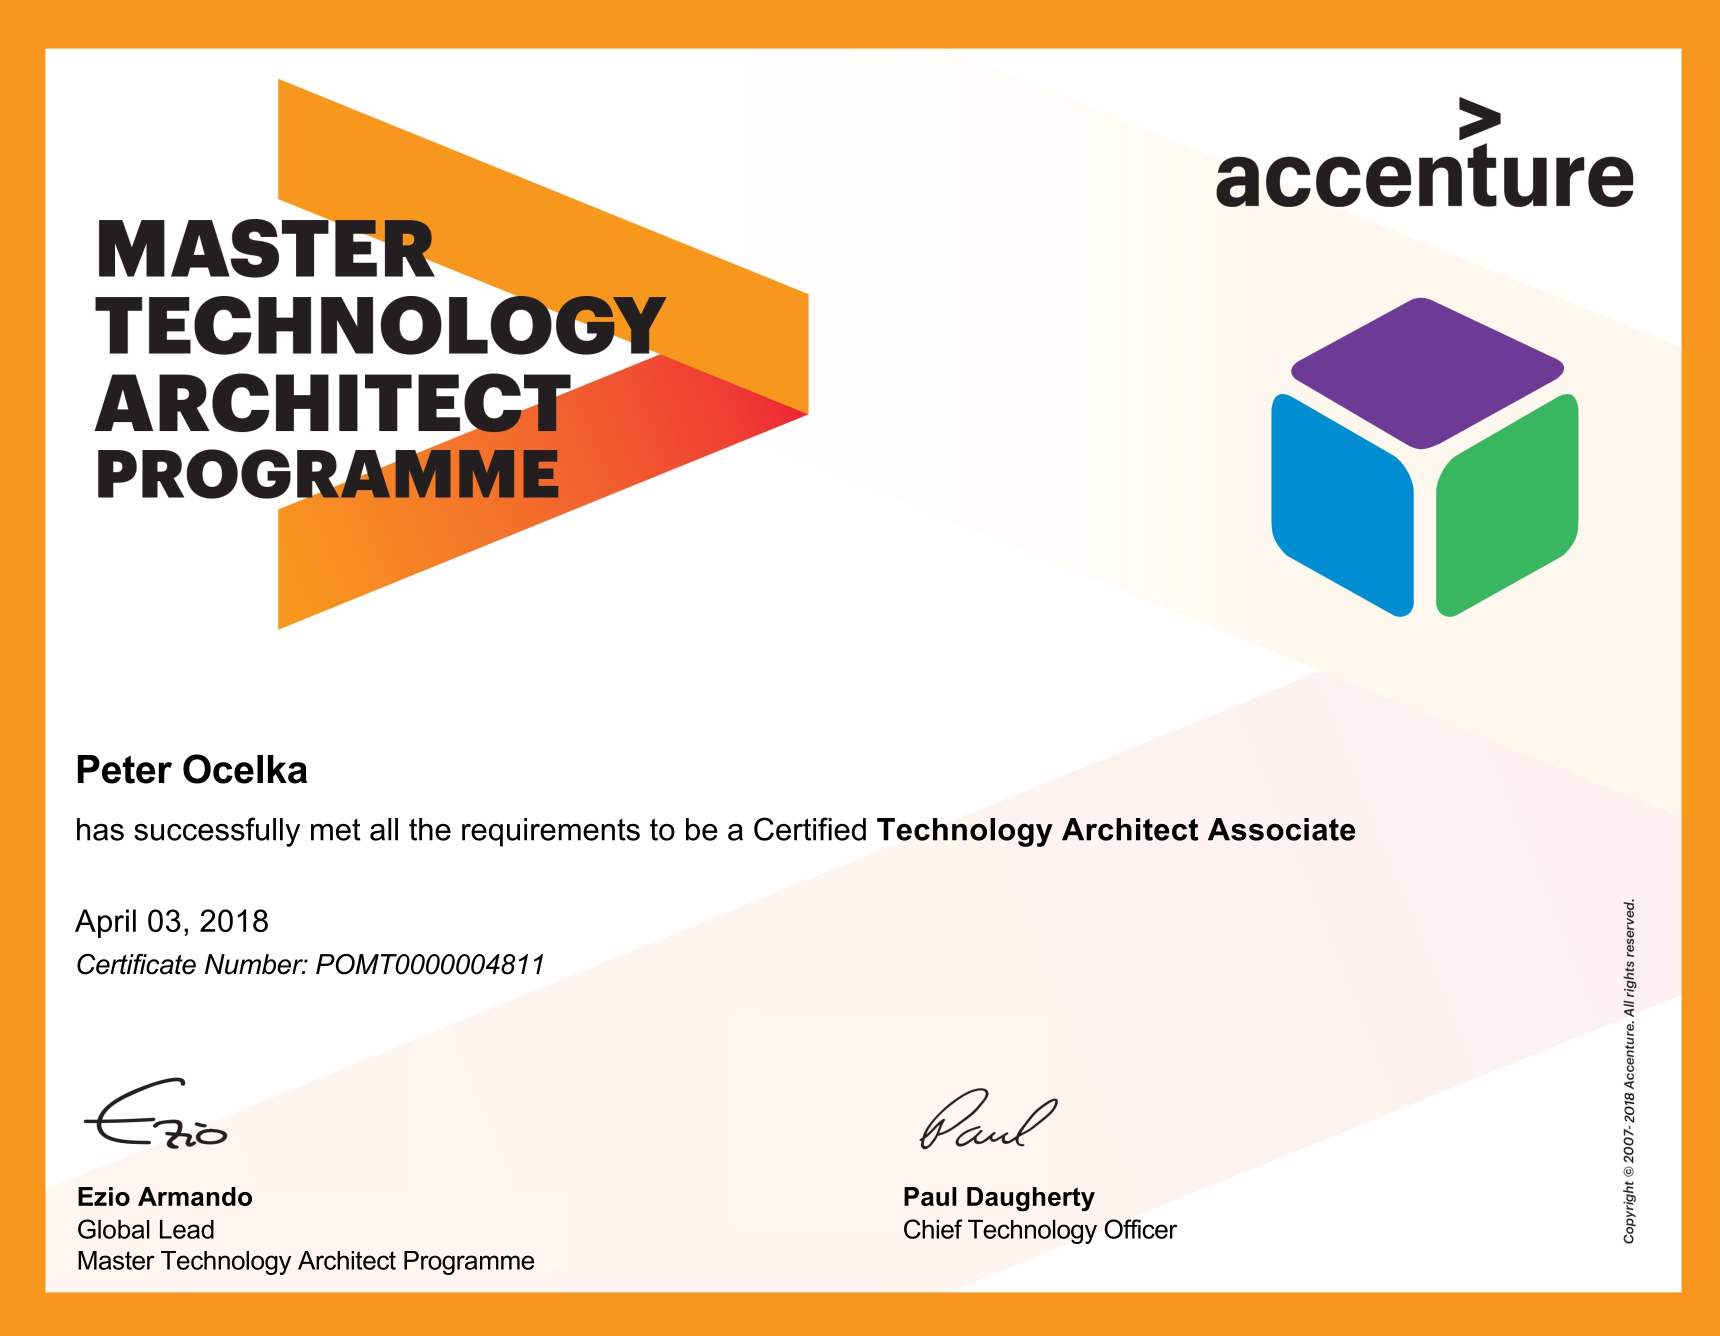 MASTER
TECHNOLOGY
ARCHITECT
PROGRAMME
>
accenture
Peter Ocelka
has successfully met all the requirements to be a Certified Technology Architect Associate
April 03, 2018
Certificate Number: POMT0000004811
Ezio
Ezio Armando
Global Lead
Master Technology Architect Programme
Paul
Paul Daugherty
Chief Technology Officer
Copyright © 2007- 2018 Accenture. All rights reserved.